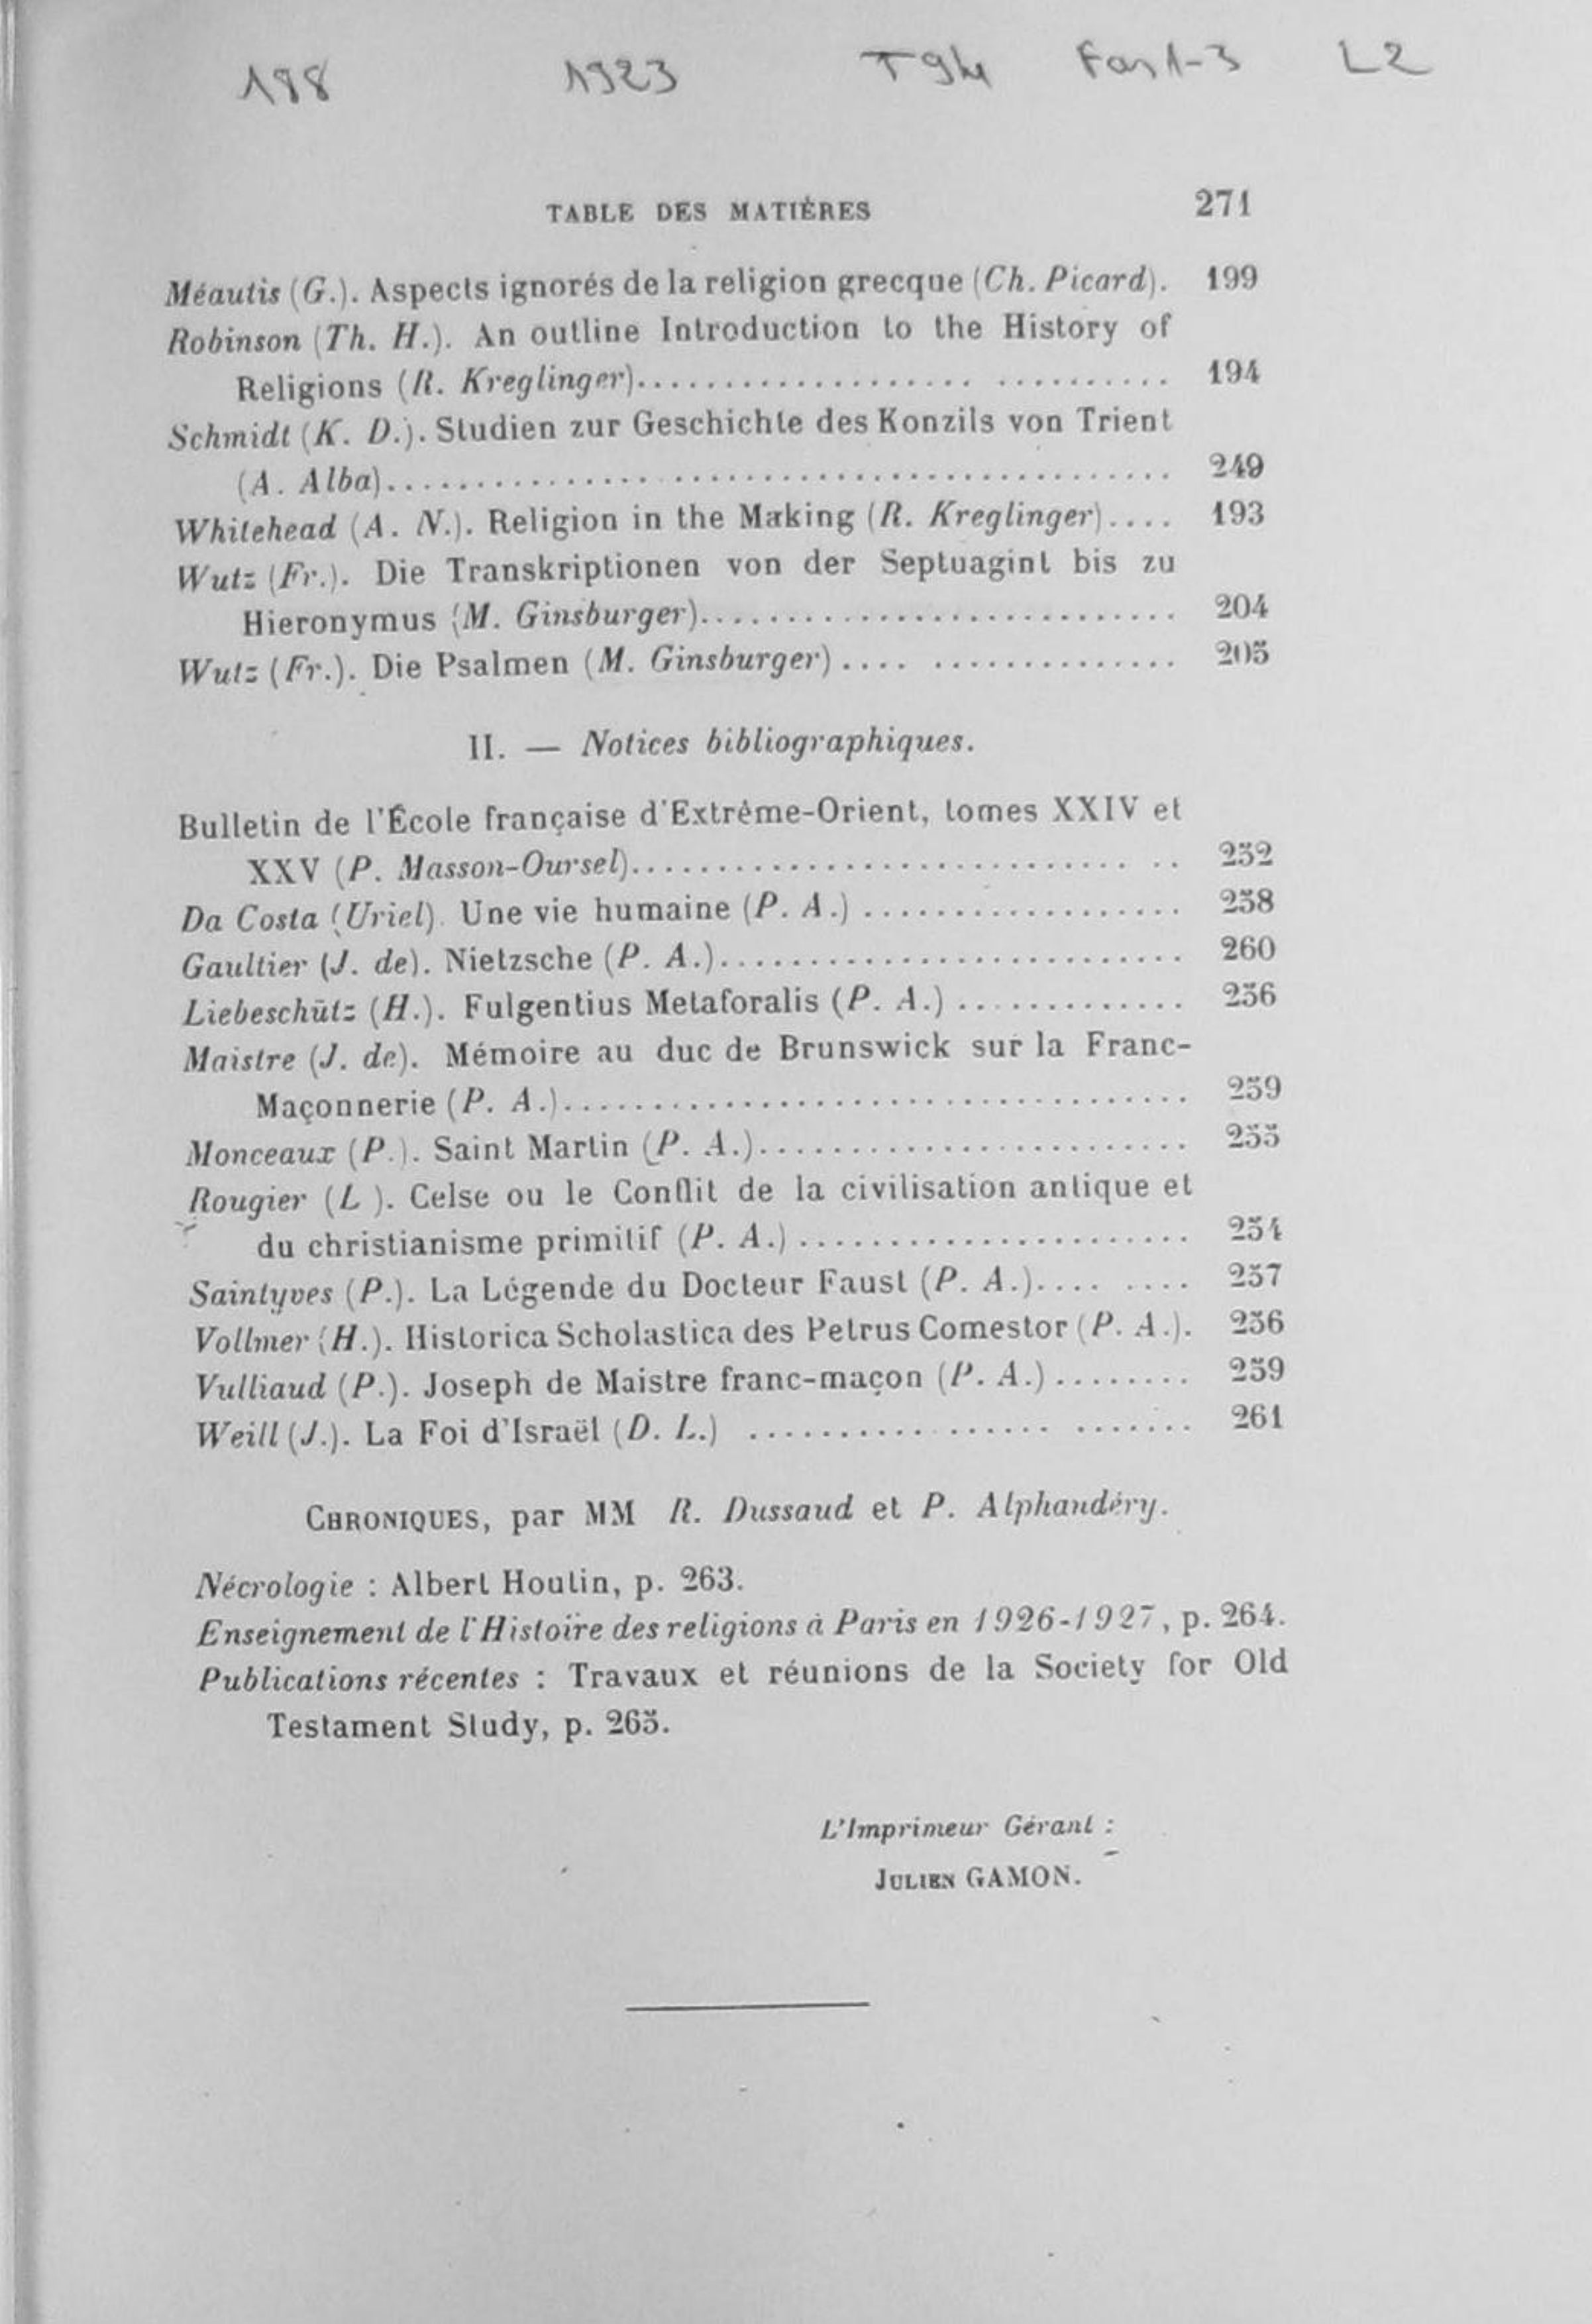 198 1923 T94 Fas 1-3 L2
TABLE DES MATIÈRES 271
Méautis (G.). Aspects ignorés de la religion grecque (Ch. Picard). 199
Robinson (Th. H.). An outline Introduction to the History of
Religions (R. Kreglinger)............................ 194
Schmidt (K. D.). Studien zur Geschichte des Konzils von Trient
(A. Alba)............................................ 249
Whitehead (A. N.). Religion in the Making (R. Kreglinger).... 193
Wutz (Fr.). Die Transkriptionen von der Septuagint bis zu
Hieronymus (M. Ginsburger)............................ 204
Wutz (Fr.). Die Psalmen (M. Ginsburger) .................. 205
II. — Notices bibliographiques.
Bulletin de l'École française d'Extrême-Orient, tomes XXIV et
XXV (P. Masson-Oursel)............................... 252
Da Costa (Uriel). Une vie humaine (P. A.) .................. 258
Gaultier (J. de). Nietzsche (P. A.)........................... 260
Liebeschütz (H.). Fulgentius Metaforalis (P. A.) ............. 256
Maistre (J. de). Mémoire au duc de Brunswick sur la Franc-
Maçonnerie (P. A.).................................... 259
Monceaux (P.). Saint Martin (P. A.)......................... 255
Rougier (L ). Celse ou le Conflit de la civilisation antique et
du christianisme primitif (P. A.) ....................... 254
Saintyves (P.). La Légende du Docteur Faust (P. A.)........ 257
Vollmer (H.). Historica Scholastica des Petrus Comestor (P. A.). 256
Vulliaud (P.). Joseph de Maistre franc-maçon (P. A.) ........ 259
Weill (J.). La Foi d'Israël (D. L.) ........................ 261
CHRONIQUES, par MM R. Dussaud et P. Alphandéry.
Nécrologie : Albert Houtin, p. 263.
Enseignement de l'Histoire des religions à Paris en 1926-1927, p. 264.
Publications récentes : Travaux et réunions de la Society for Old
Testament Study, p. 265.
L'Imprimeur Gérant :
JULIEN GAMON.